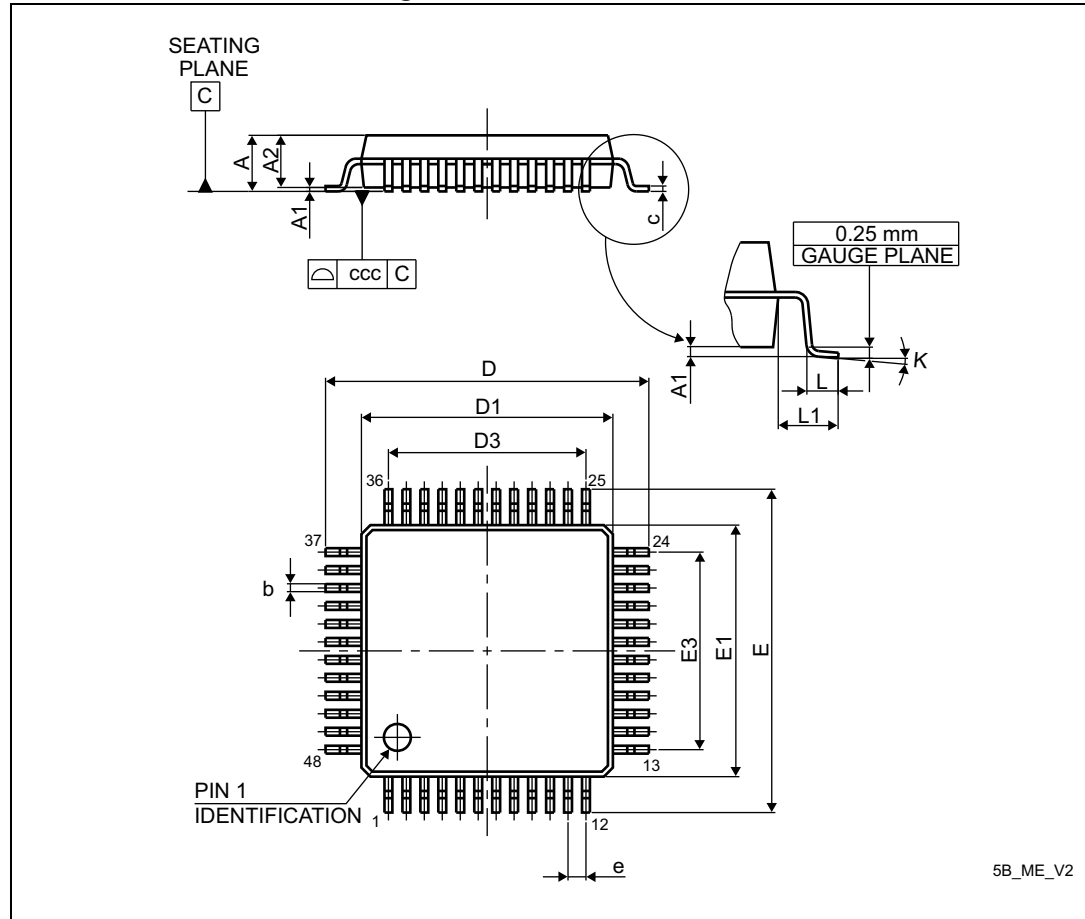 SEATING
PLANE
C
A
A2
A1
c
ccc C
0.25 mm
GAUGE PLANE
A1
K
L
L1
D
D1
D3
36
25
37
24
b
E3
E1
E
48
13
PIN 1
IDENTIFICATION
1
12
e
5B_ME_V2